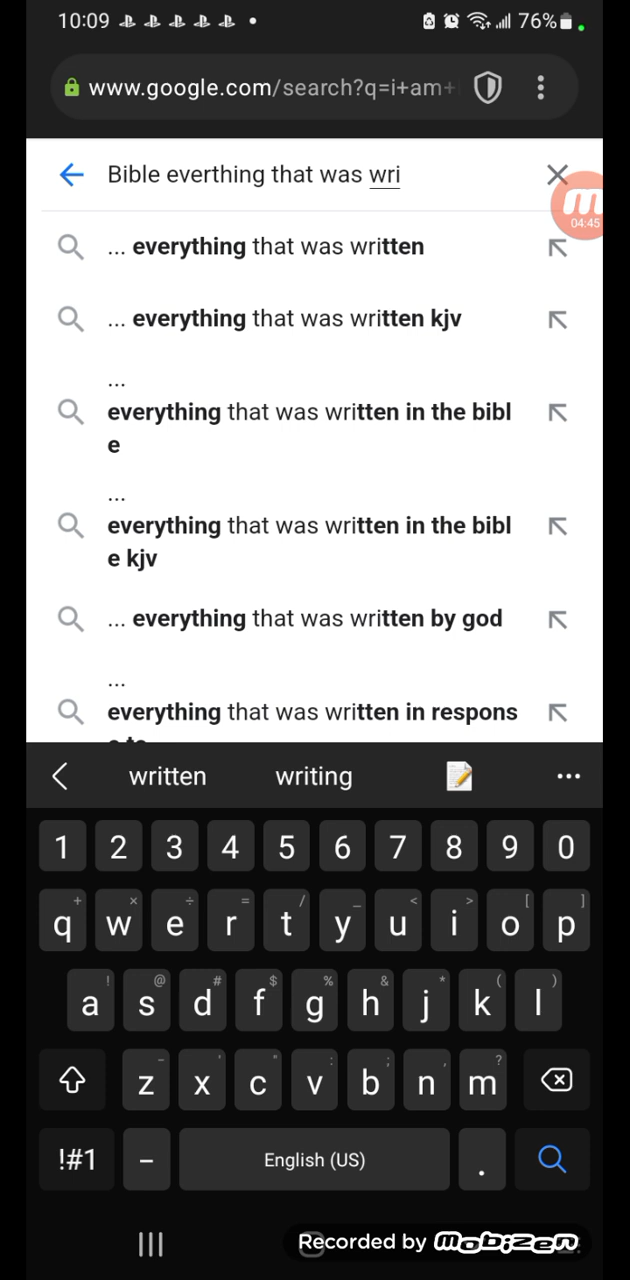 10:09 76%
www.google.com/search?q=i+am+
Bible everthing that was wri
04:45
... everything that was written
... everything that was written kjv
...
everything that was written in the bibl
e
...
everything that was written in the bibl
e kjv
... everything that was written by god
...
everything that was written in respons
written writing ...
1 2 3 4 5 6 7 8 9 0
+ × ÷ = / _ < > [ ]
q w e r t y u i o p
! @ # $ % & * ( )
a s d f g h j k l
- ' " : ; , ?
z x c v b n m
!#1 - English (US) .
Recorded by mobizen